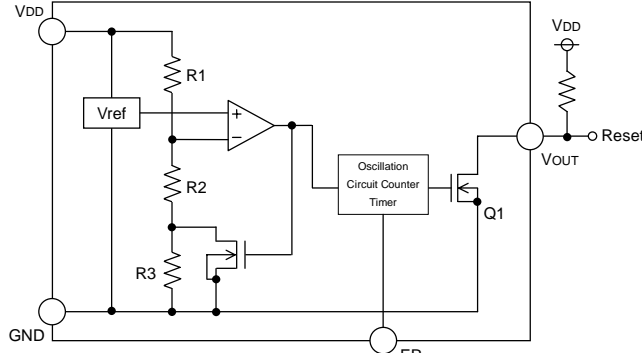 VDD
VDD
R1
Vref
+
−
Reset
VOUT
Oscillation
Circuit Counter
Timer
R2
Q1
R3
GND